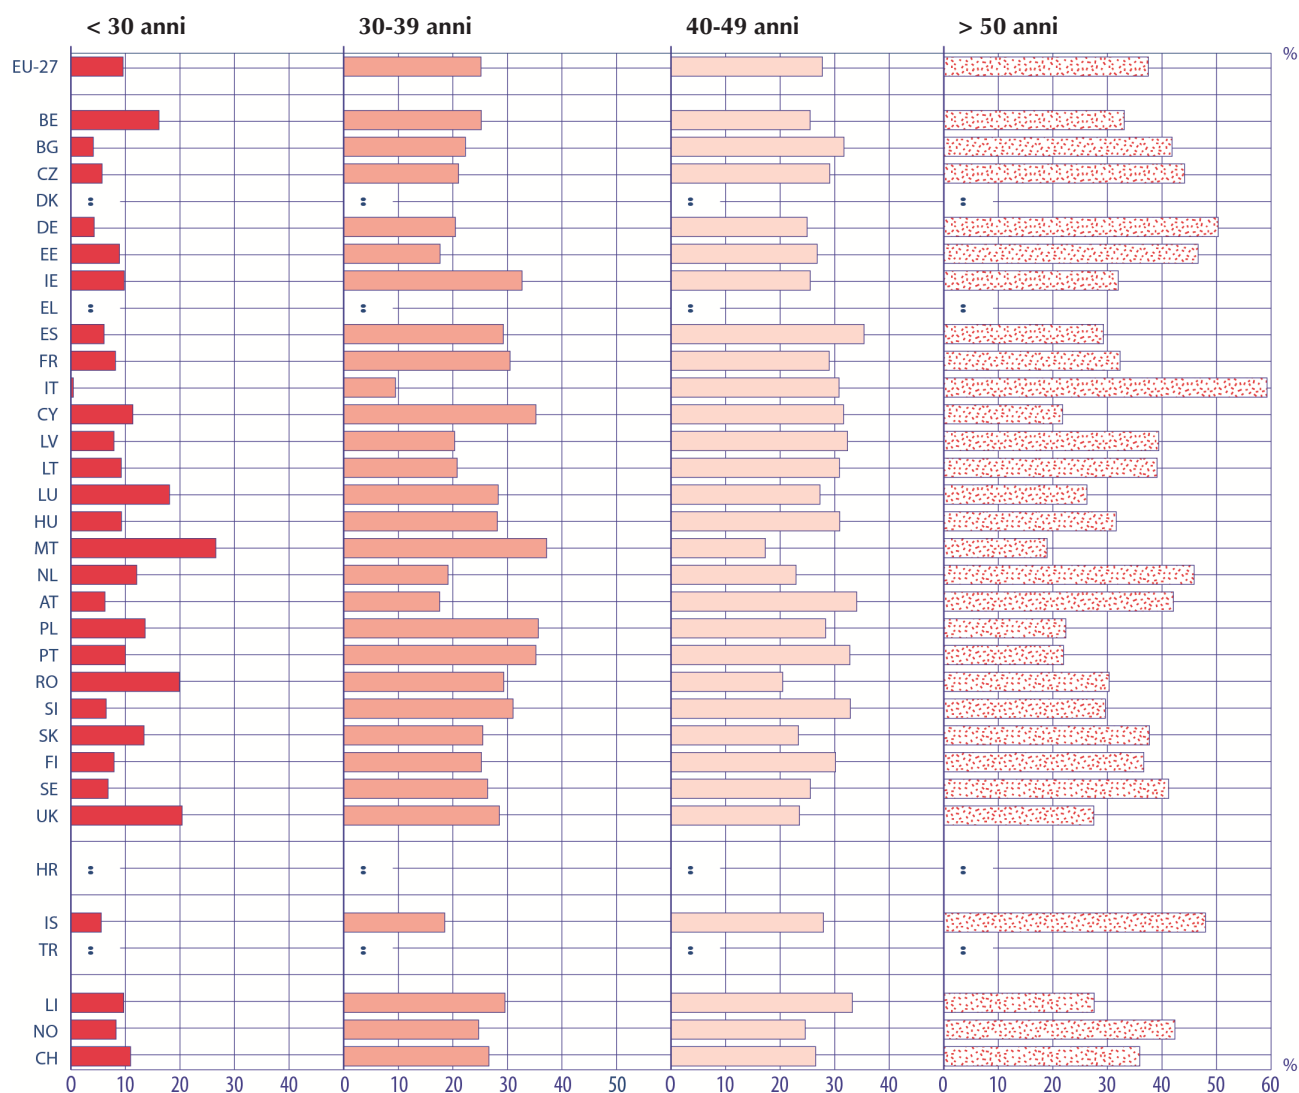 < 30 anni 30-39 anni 40-49 anni > 50 anni
%
EU-27
BE
BG
CZ
DK : : : :
DE
EE
IE
EL : : : :
ES
FR
IT
CY
LV
LT
LU
HU
MT
NL
AT
PL
PT
RO
SI
SK
FI
SE
UK
HR : : : :
IS
TR : : : :
LI
NO
CH
%
0 10 20 30 40 0 10 20 30 40 50 0 10 20 30 40 0 10 20 30 40 50 60